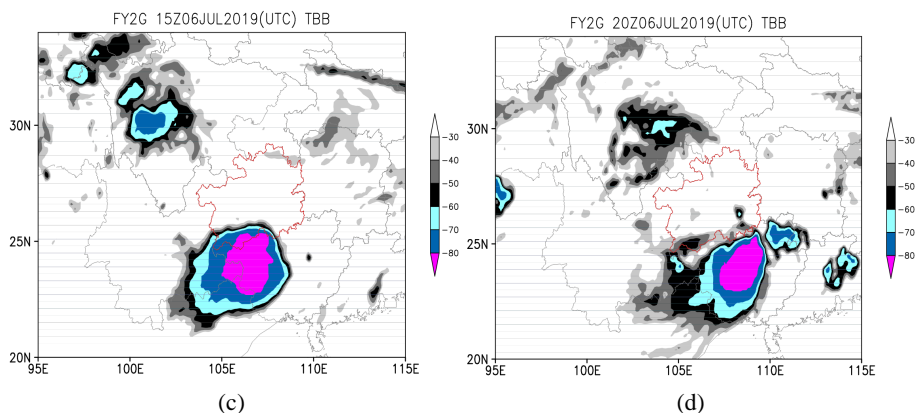 FY2G 15Z06JUL2019(UTC) TBB
30N
25N
20N
95E 100E 105E 110E 115E
-30
-40
-50
-60
-70
-80
(c)
FY2G 20Z06JUL2019(UTC) TBB
30N
25N
20N
95E 100E 105E 110E 115E
-30
-40
-50
-60
-70
-80
(d)